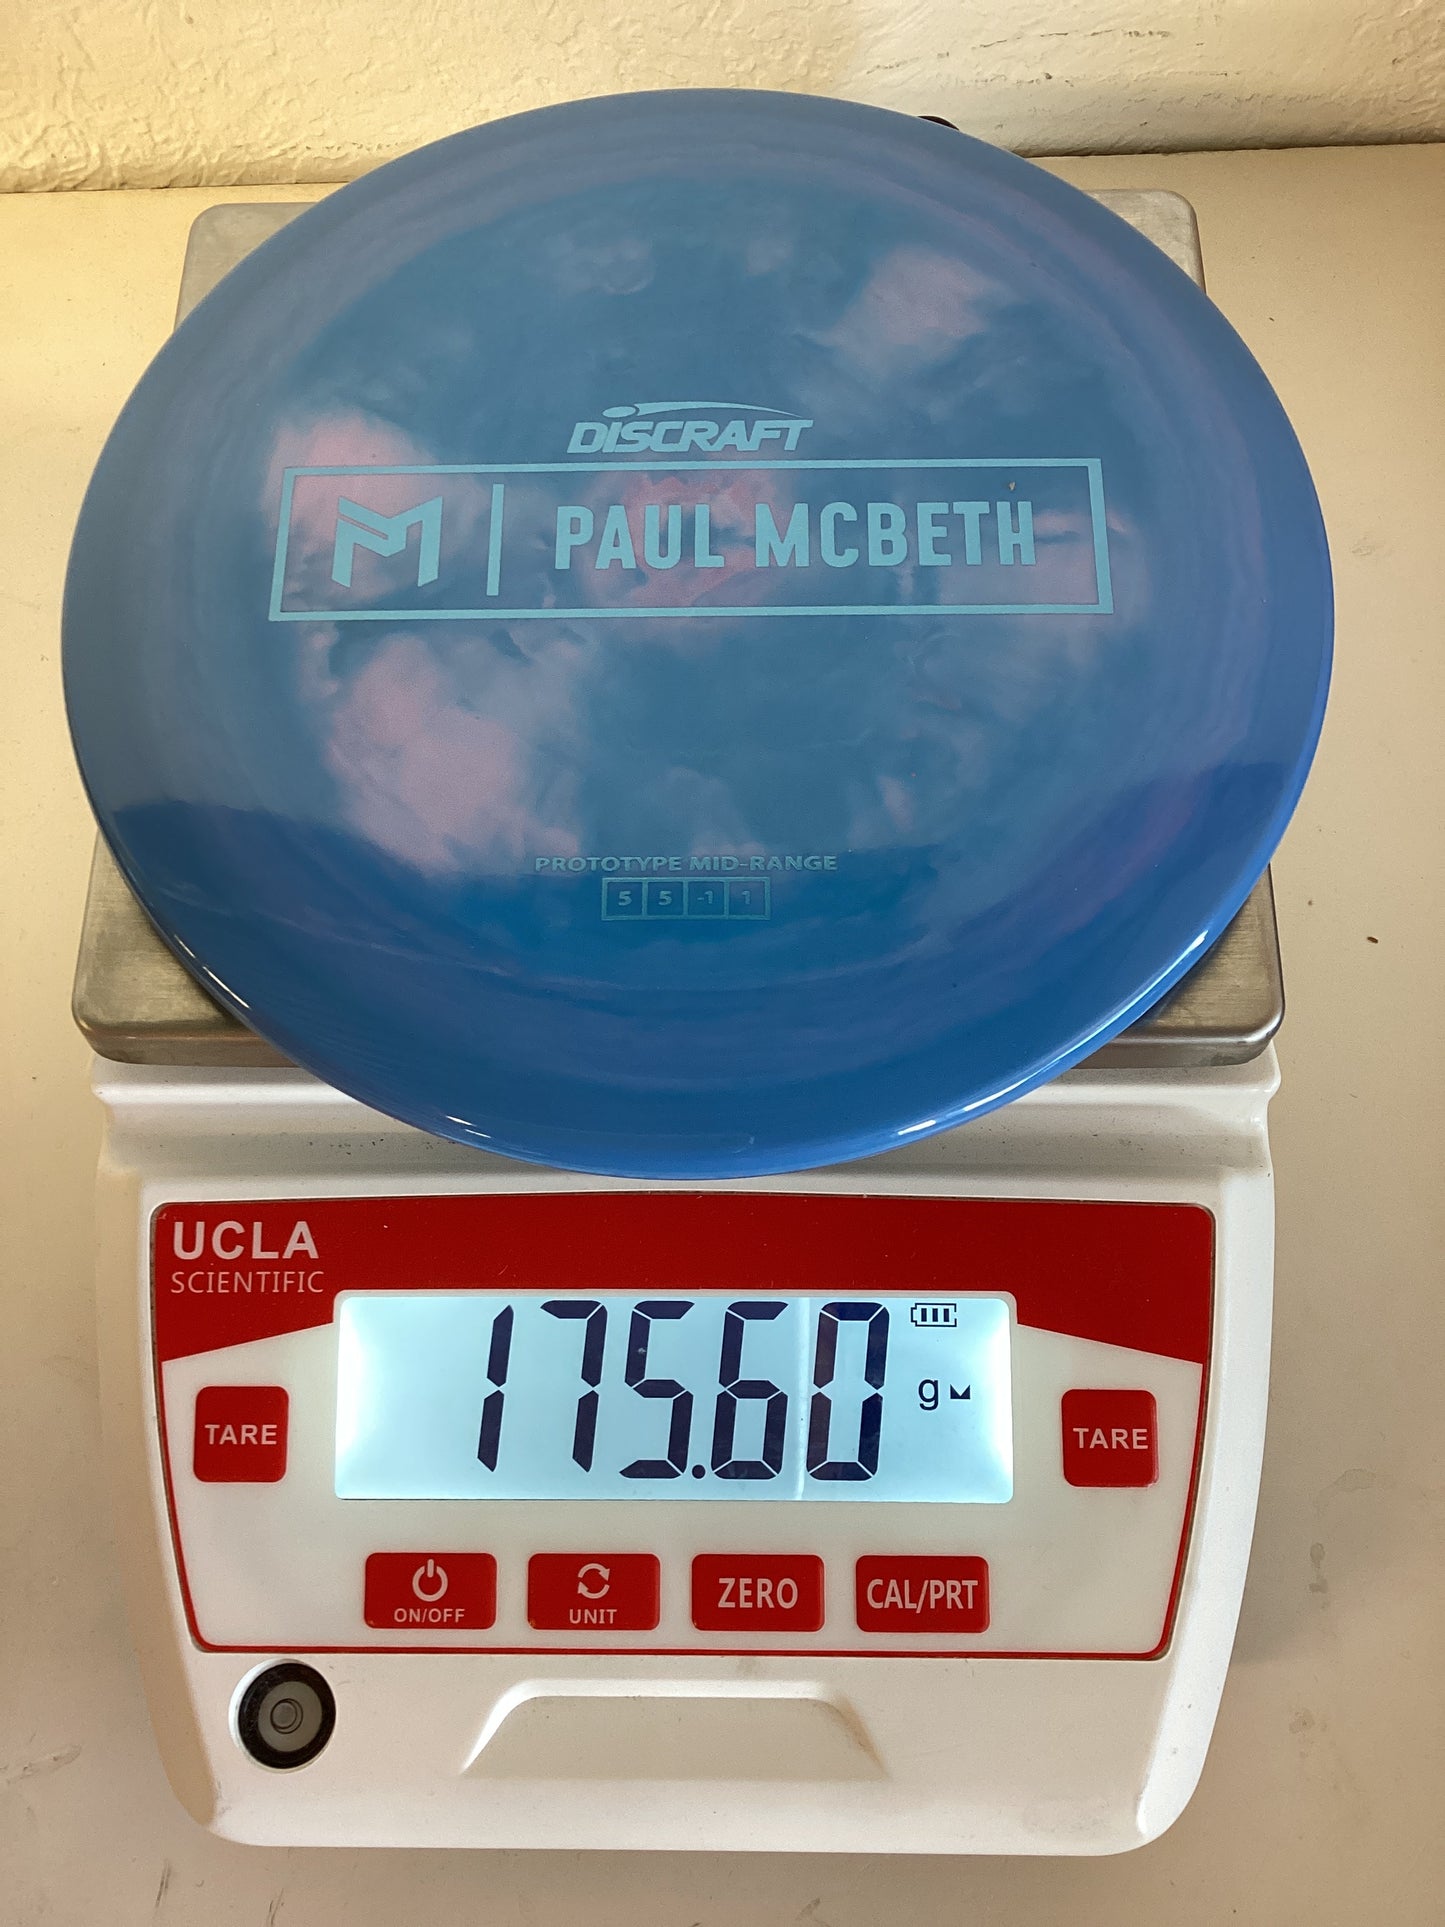 DISCRAFT
M | PAUL MCBETH
PROTOTYPE MID-RANGE
5 5 -1 1
UCLA
SCIENTIFIC
175.60 g
TARE TARE
ON/OFF UNIT ZERO CAL/PRT